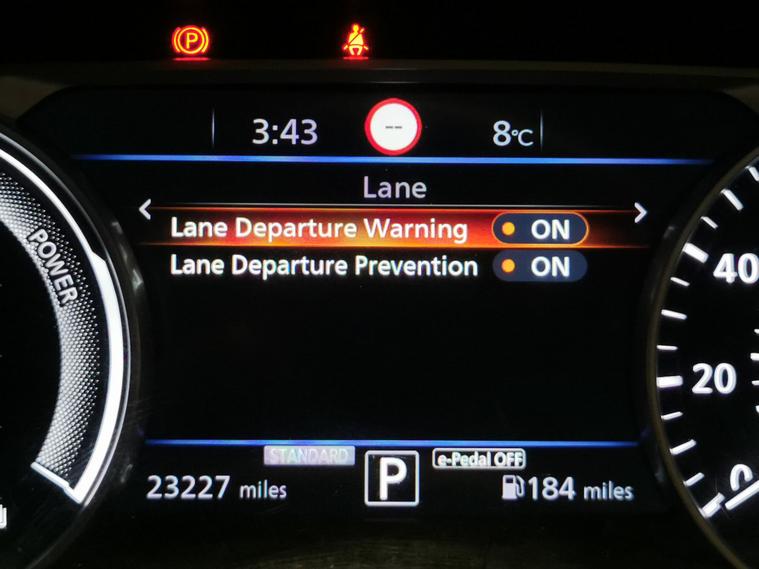 P
3:43 -- 8°C
Lane
Lane Departure Warning ON
Lane Departure Prevention ON
POWER
40
20
0
STANDARD
e-Pedal OFF
23227 miles
P
184 miles